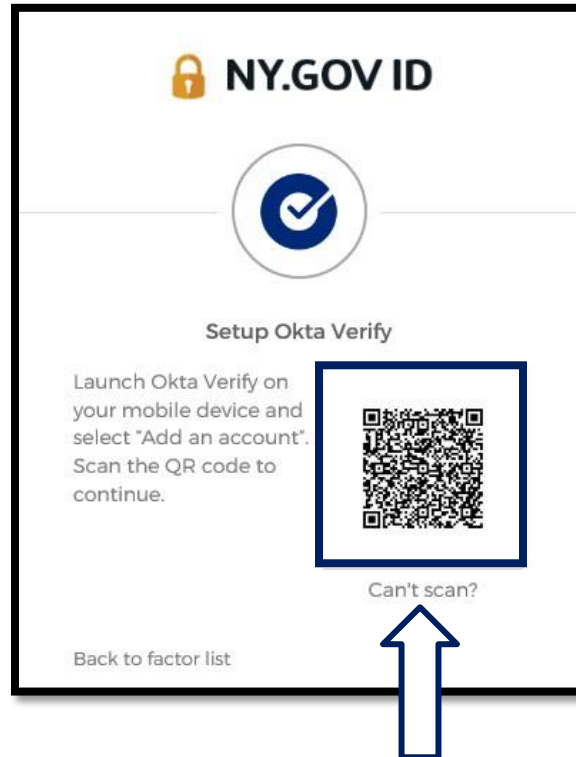 NY.GOV ID
Setup Okta Verify
Launch Okta Verify on
your mobile device and
select "Add an account".
Scan the QR code to
continue.
Can't scan?
Back to factor list